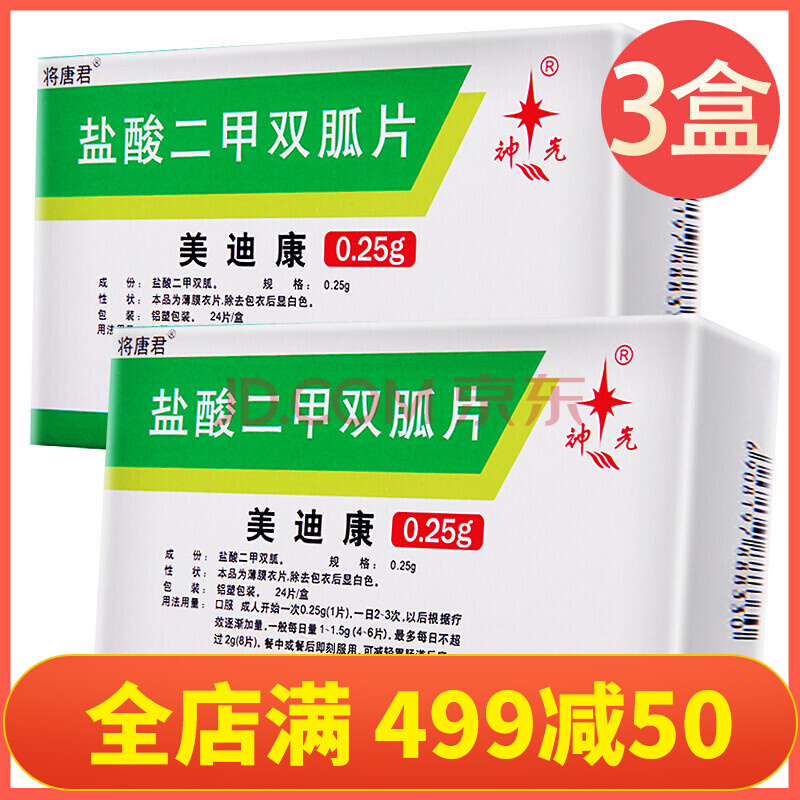 将唐君®
3盒
盐酸二甲双胍片
®
神光
美迪康 0.25g
成 份: 盐酸二甲双胍。 规 格: 0.25g
性 状: 本品为薄膜衣片,除去包衣后显白色。
包 装: 铝塑包装。 24片/盒
将唐君®
JD.COM 京东
盐酸二甲双胍片
®
神光
美迪康 0.25g
成 份: 盐酸二甲双胍。 规 格: 0.25g
性 状: 本品为薄膜衣片,除去包衣后显白色。
包 装: 铝塑包装。 24片/盒
用法用量: 口服 成人开始一次0.25g(1片),一日2~3次,以后根据疗
效逐渐加量,一般每日量1~1.5g(4~6片),最多每日不超
过2g(8片),餐中或餐后即刻服用,可减轻胃肠道反应
全店满 499减50